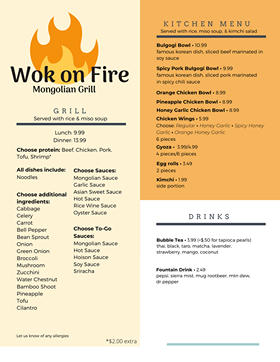 Wok on Fire
Mongolian Grill
GRILL
Served with rice & miso soup
Lunch: 9.99
Dinner: 13.99
Choose protein: Beef, Chicken, Pork,
Tofu, Shrimp*
All dishes include:
Noodles
Choose additional
ingredients:
Cabbage
Celery
Carrot
Bell Pepper
Bean Sprout
Onion
Green Onion
Broccoli
Mushroom
Zucchini
Water Chestnut
Bamboo Shoot
Pineapple
Tofu
Cilantro
Choose Sauces:
Mongolian Sauce
Garlic Sauce
Asian Sweet Sauce
Hot Sauce
Rice Wine Sauce
Oyster Sauce
Choose To-Go
Sauces:
Mongolian Sauce
Hot Sauce
Hoison Sauce
Soy Sauce
Sriracha
Let us know of any allergies
*$2.00 extra
KITCHEN MENU
Served with rice, miso soup, & kimchi salad
Bulgogi Bowl • 10.99
famous korean dish, sliced beef marinated in
soy sauce
Spicy Pork Bulgogi Bowl • 9.99
famous korean dish, sliced pork marinated
in spicy chili sauce
Orange Chicken Bowl • 8.99
Pineapple Chicken Bowl • 8.99
Honey Garlic Chicken Bowl • 8.99
Chicken Wings • 5.99
Choose: Regular • Honey Garlic • Spicy Honey
Garlic • Orange Honey Garlic
6 pieces
Gyoza • 3.99/4.99
4 pieces/6 pieces
Egg rolls • 3.49
2 pieces
Kimchi • 1.99
side portion
DRINKS
Bubble Tea • 3.99 (+$.50 for tapioca pearls)
thai, black, taro, matcha, lavender,
strawberry, mango, coconut
Fountain Drink • 2.49
pepsi, sierra mist, mug rootbeer, mtn dew,
dr pepper